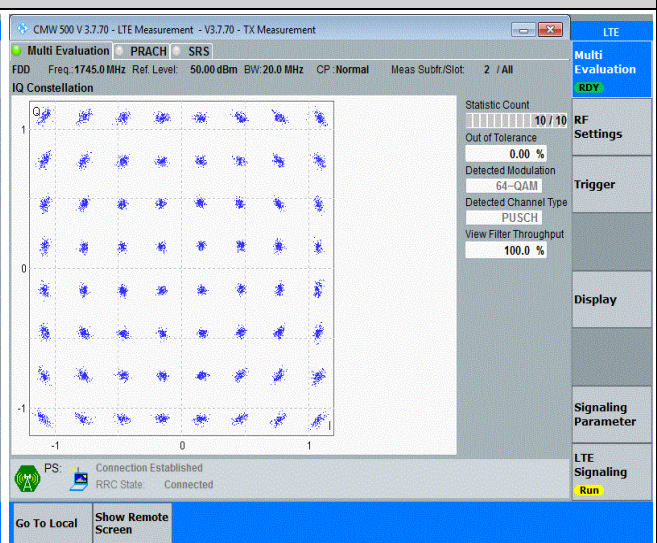 CMW 500 V 3.7.70 - LTE Measurement - V3.7.70 - TX Measurement
LTE
Multi Evaluation PRACH SRS
Multi Evaluation
RDY
FDD Freq.:1745.0 MHz Ref. Level: 50.00 dBm BW:20.0 MHz CP :Normal Meas Subfr./Slot: 2 / All
IQ Constellation
Q
1
0
-1
-1 0 1
I
Statistic Count
10 / 10
Out of Tolerance
0.00 %
Detected Modulation
64-QAM
Detected Channel Type
PUSCH
View Filter Throughput
100.0 %
RF
Settings
Trigger
Display
Signaling
Parameter
LTE
Signaling
Run
PS: Connection Established
RRC State: Connected
Go To Local
Show Remote
Screen